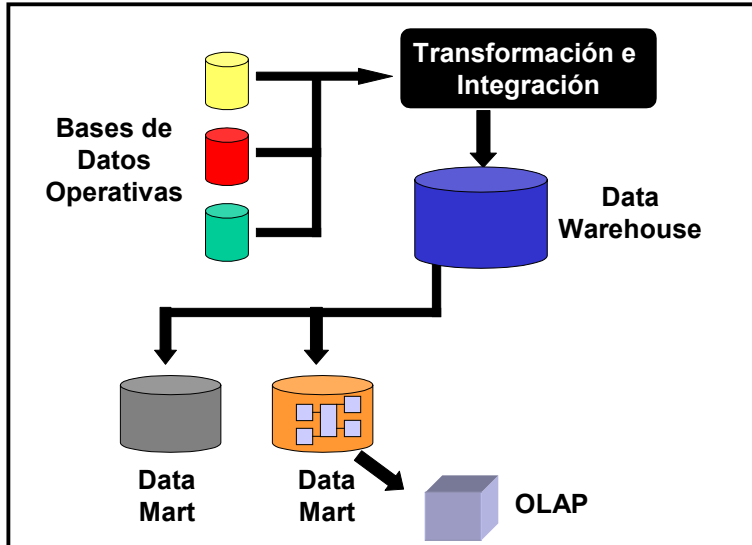 Transformación e
Integración
Bases de
Datos
Operativas
Data
Warehouse
Data
Mart
Data
Mart
OLAP